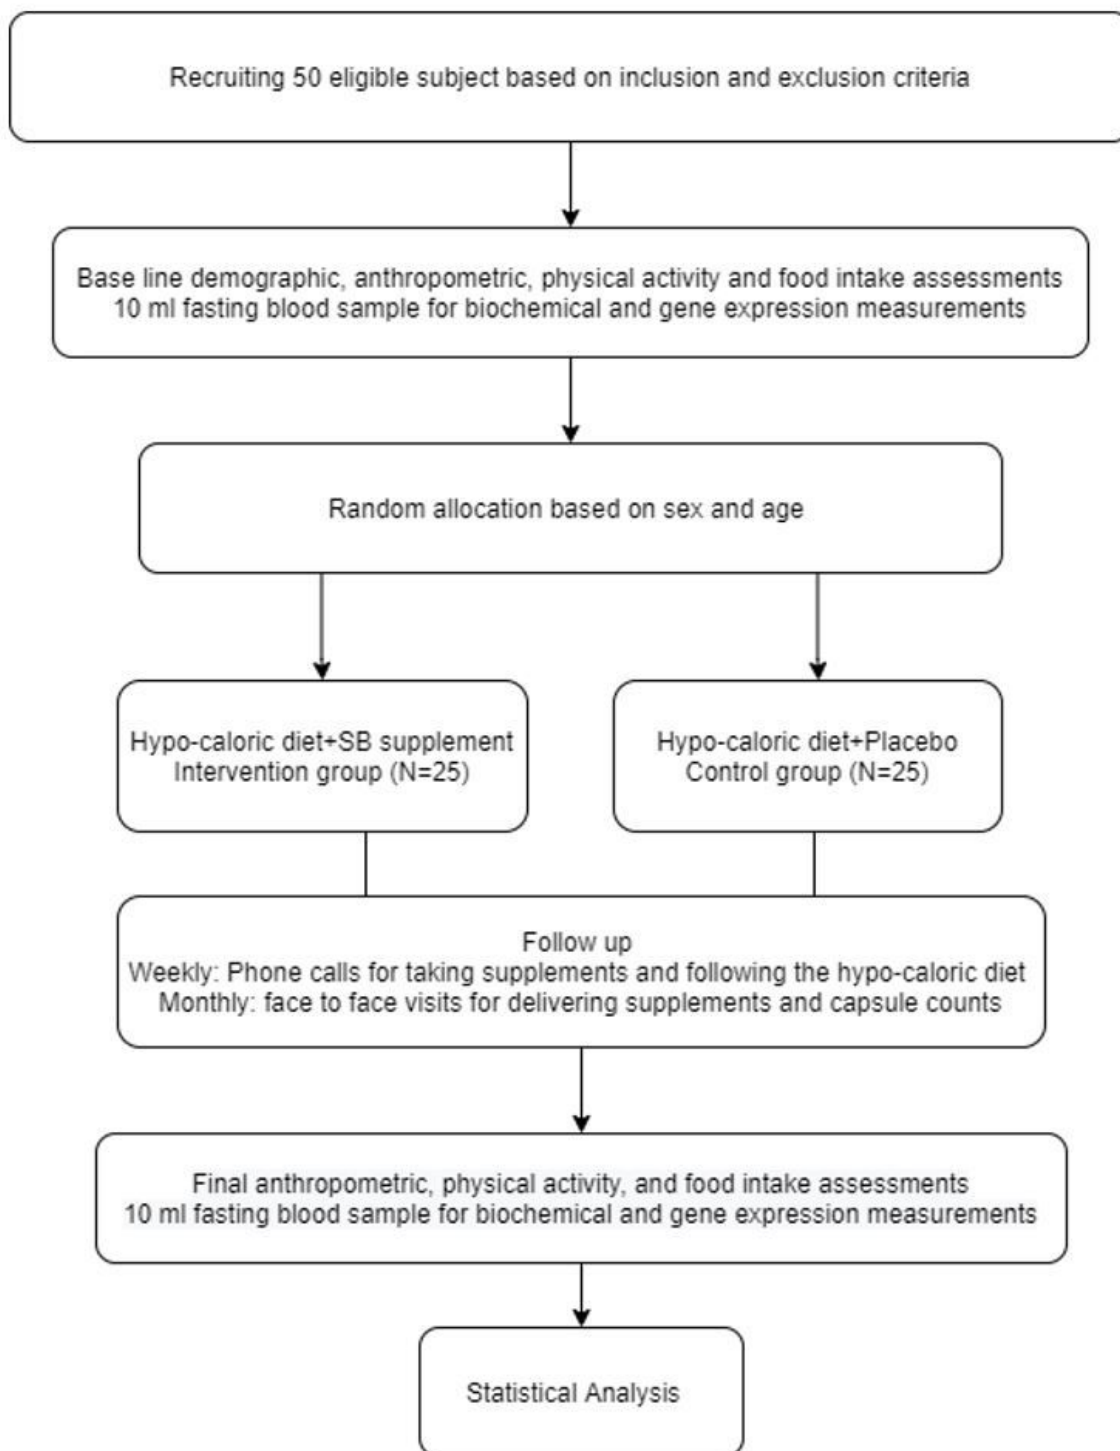 Recruiting 50 eligible subject based on inclusion and exclusion criteria
Base line demographic, anthropometric, physical activity and food intake assessments
10 ml fasting blood sample for biochemical and gene expression measurements
Random allocation based on sex and age
Hypo-caloric diet+SB supplement
Intervention group (N=25)
Hypo-caloric diet+Placebo
Control group (N=25)
Follow up
Weekly: Phone calls for taking supplements and following the hypo-caloric diet
Monthly: face to face visits for delivering supplements and capsule counts
Final anthropometric, physical activity, and food intake assessments
10 ml fasting blood sample for biochemical and gene expression measurements
Statistical Analysis